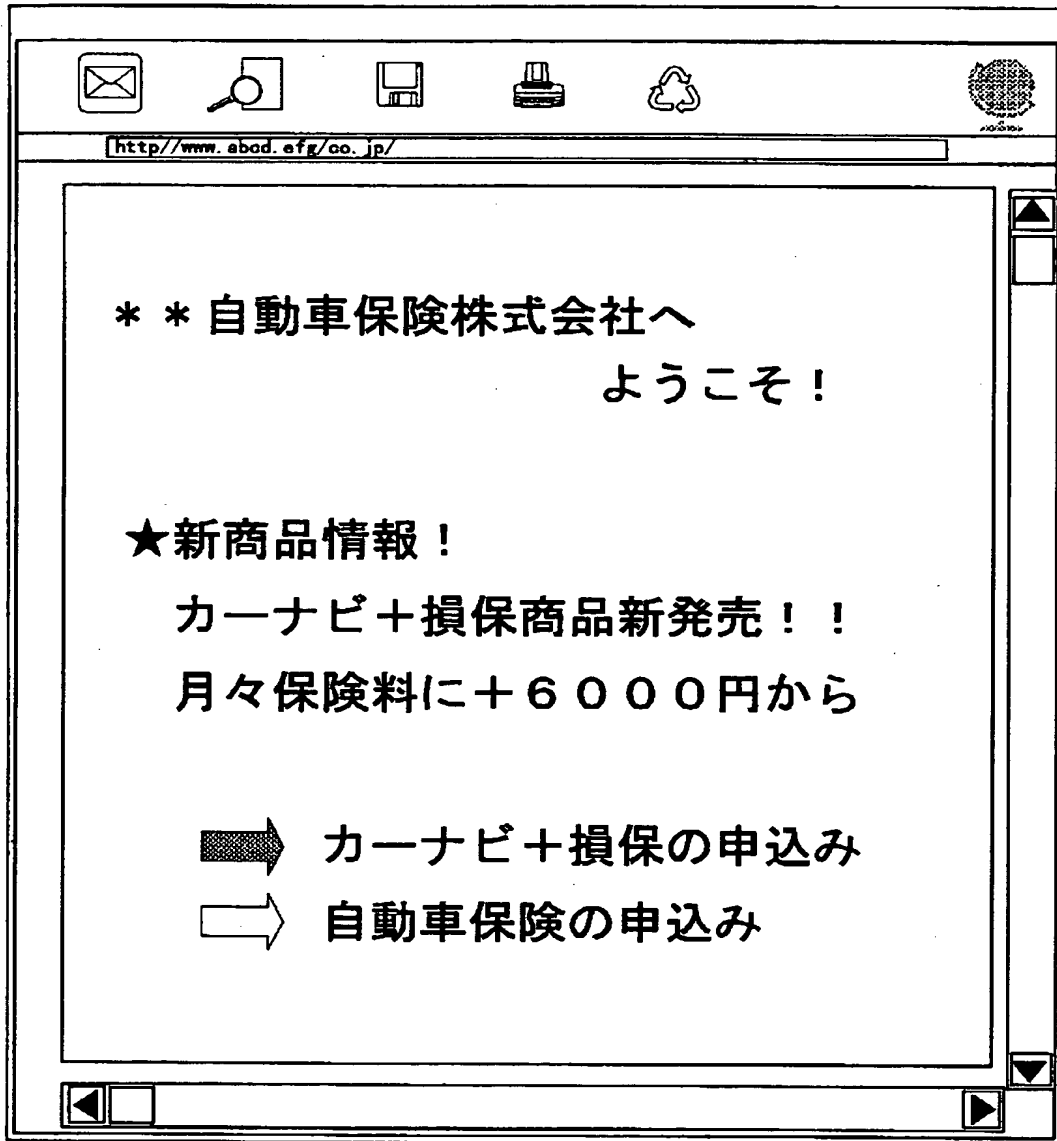 http//www.abcd.efg/co.jp/
＊＊自動車保険株式会社へ
ようこそ！
★新商品情報！
カーナビ＋損保商品新発売！！
月々保険料に＋６０００円から
カーナビ＋損保の申込み
自動車保険の申込み